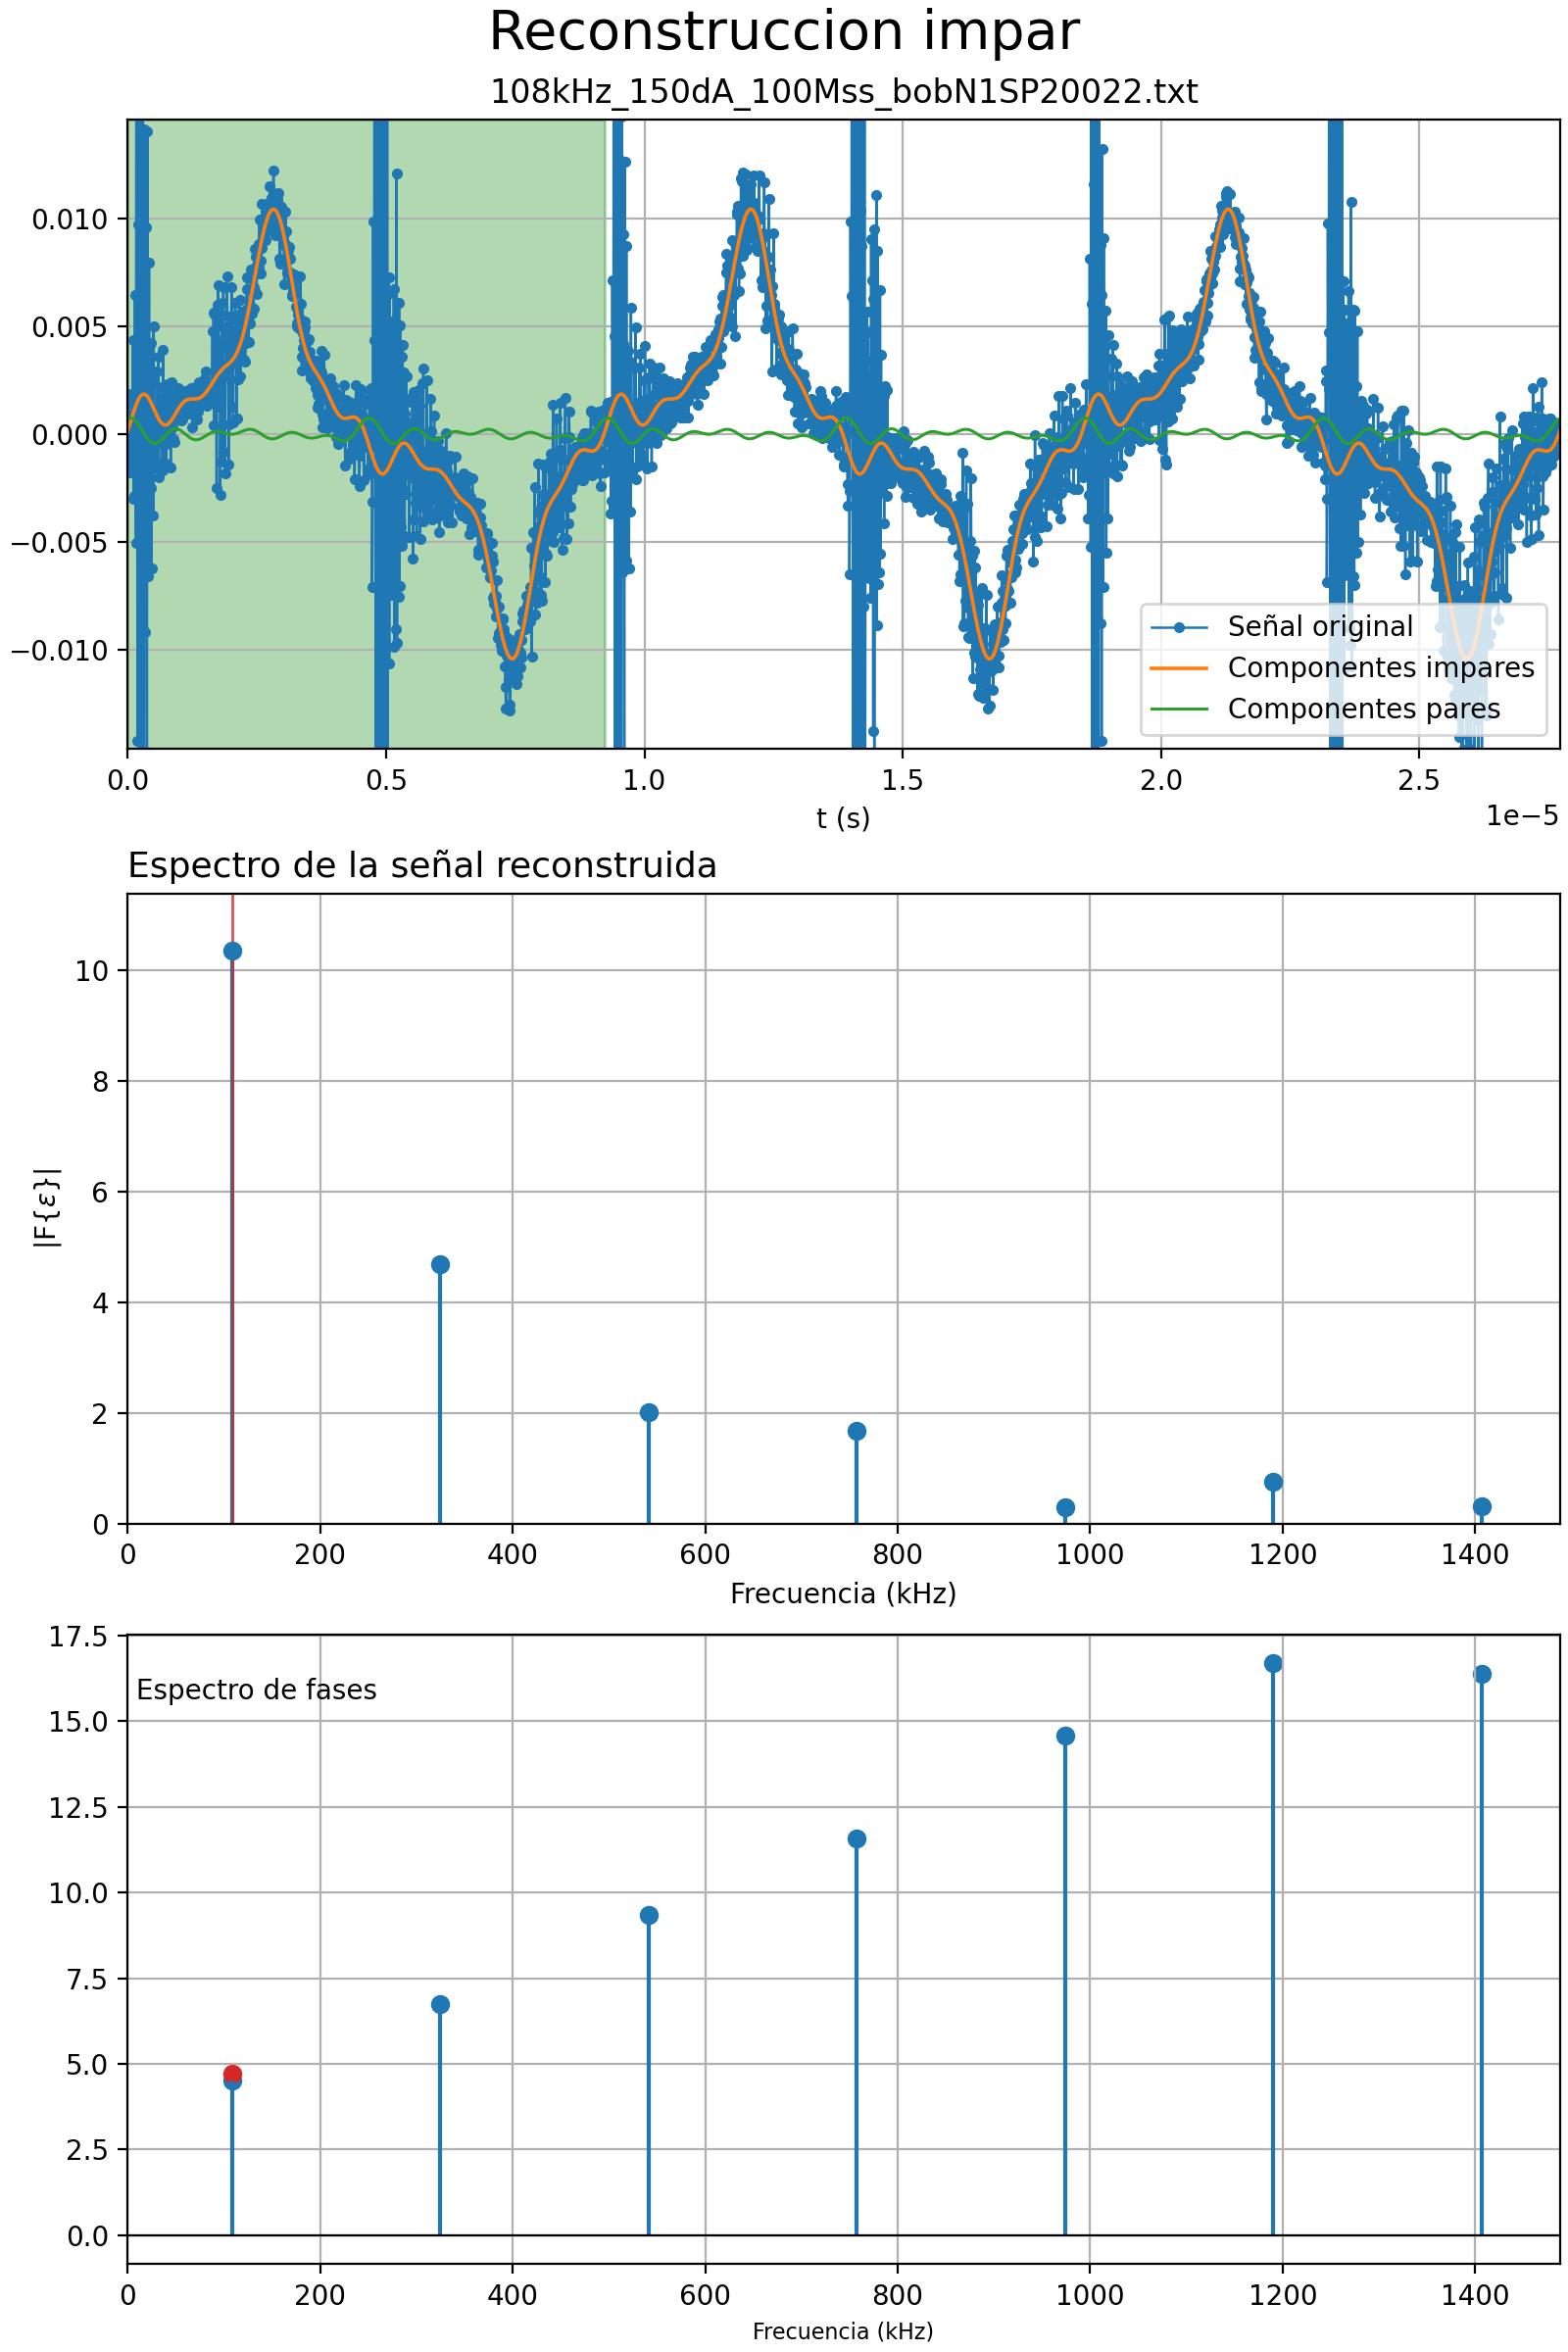 Reconstruccion impar
108kHz_150dA_100Mss_bobN1SP20022.txt
0.010
0.005
0.000
−0.005
−0.010
Señal original
Componentes impares
Componentes pares
0.0 0.5 1.0 1.5 2.0 2.5
1e−5
t (s)
Espectro de la señal reconstruida
|F{ε}|
10
8
6
4
2
0
0 200 400 600 800 1000 1200 1400
Frecuencia (kHz)
17.5
Espectro de fases
15.0
12.5
10.0
7.5
5.0
2.5
0.0
0 200 400 600 800 1000 1200 1400
Frecuencia (kHz)